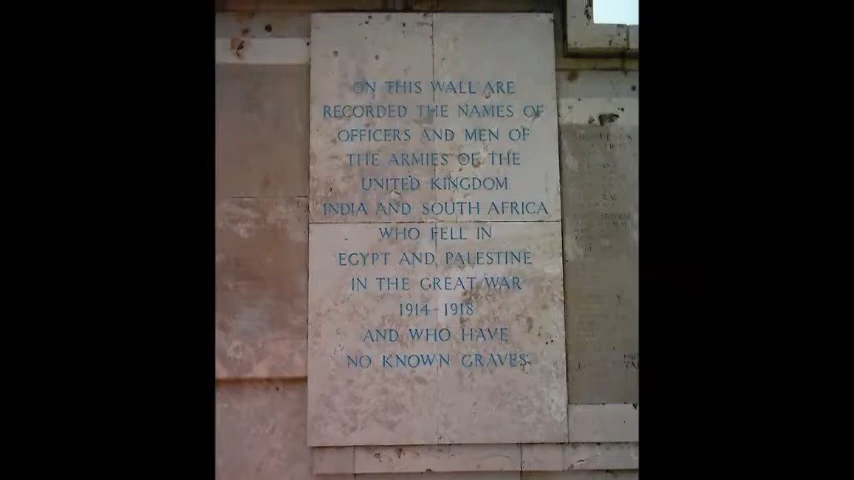 ON THIS WALL ARE
RECORDED THE NAMES OF
OFFICERS AND MEN OF
THE ARMIES OF THE
UNITED KINGDOM
INDIA AND SOUTH AFRICA
WHO FELL IN
EGYPT AND PALESTINE
IN THE GREAT WAR
1914-1918
AND WHO HAVE
NO KNOWN GRAVES